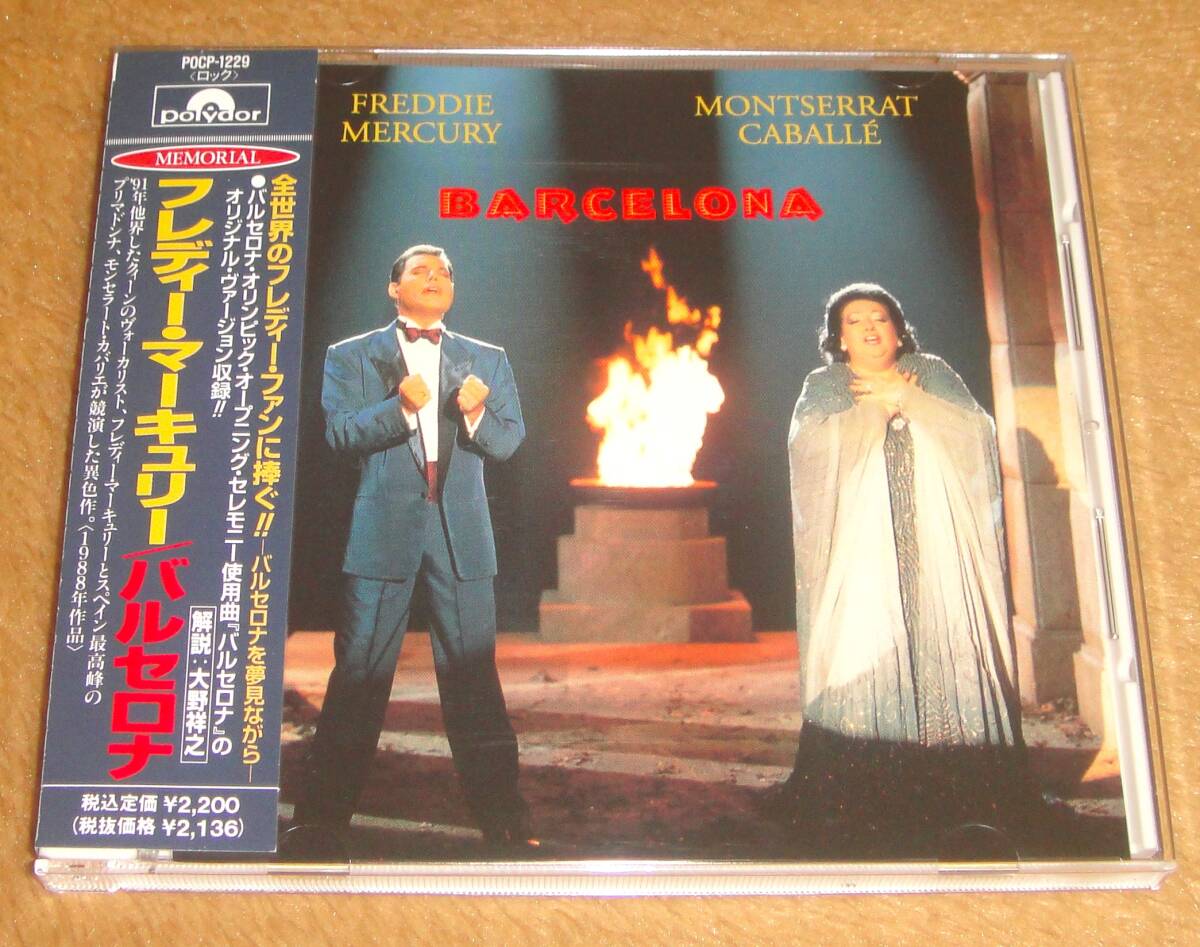 POCP-1229
〈ロック〉
polydor
MEMORIAL
全世界のフレディー・ファンに捧ぐ!!—バルセロナを夢見ながら—
●バルセロナ・オリンピック・オープニング・セレモニー使用曲『バルセロナ』の
オリジナル・ヴァージョン収録!!
解説:大野祥之
フレディー・マーキュリー/バルセロナ
'91年他界したクィーンのヴォーカリスト、フレディー・マーキュリーとスペイン最高峰の
プリマ・ドンナ、モンセラート・カバリエが競演した異色作。〈1988年作品〉
税込定価 ¥2,200
(税抜価格 ¥2,136)
FREDDIE
MERCURY
MONTSERRAT
CABALLÉ
BARCELONA